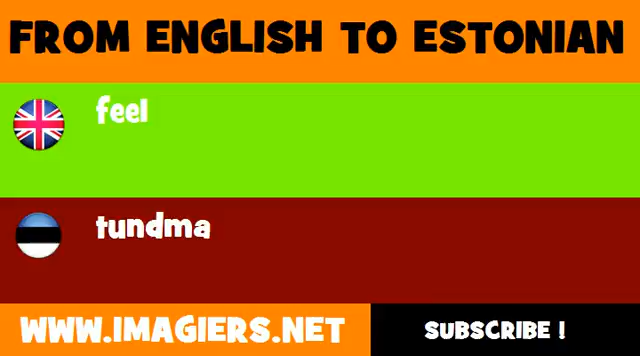 FROM ENGLISH TO ESTONIAN
feel
tundma
WWW.IMAGIERS.NET
SUBSCRIBE !